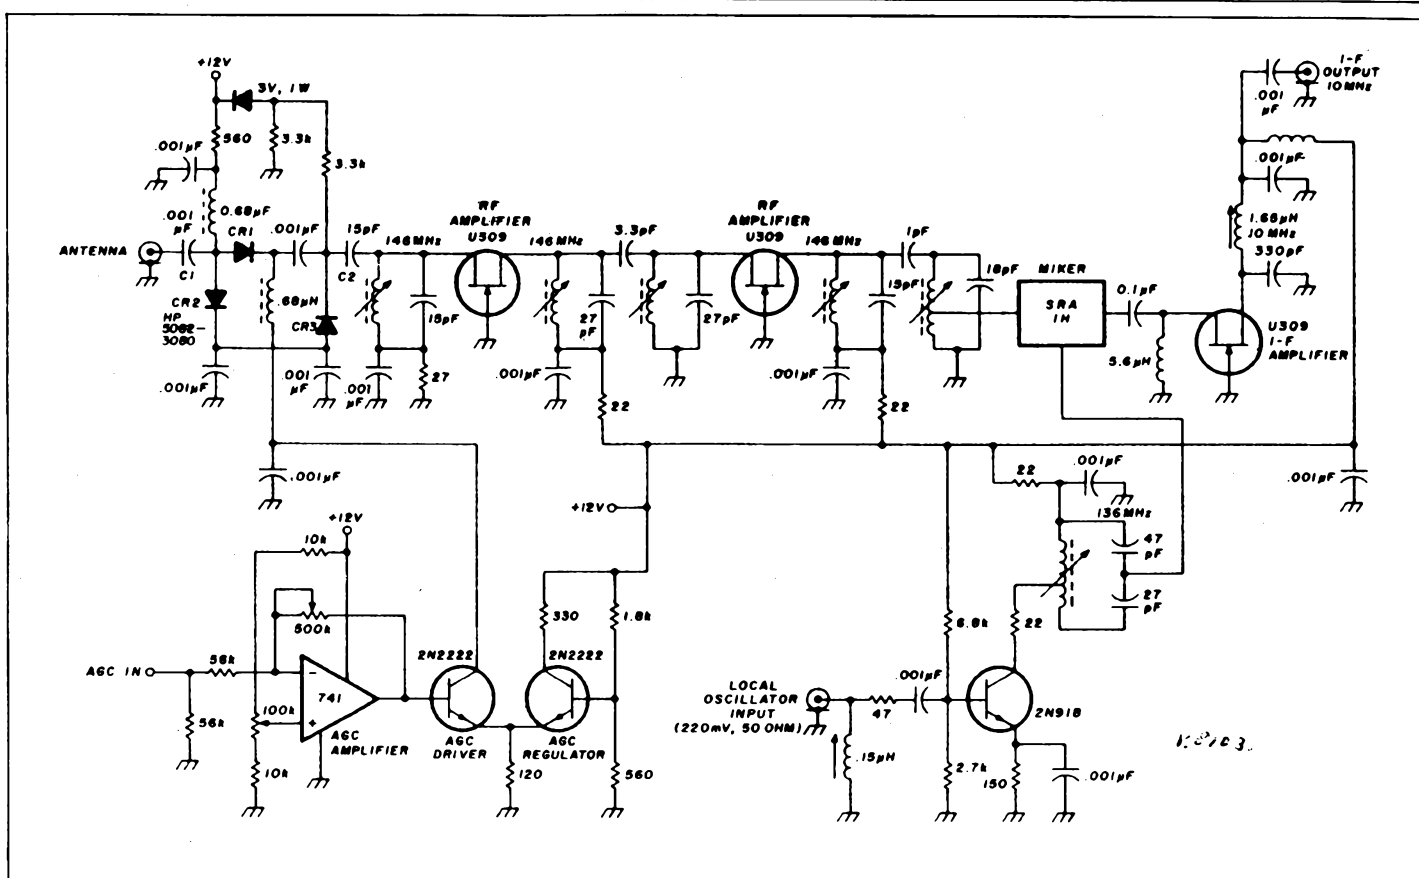 +12V
3V, 1W
560
3.3k
3.3k
.001µF
0.68µF
.001
µF
CR1
.001µF
15pF
ANTENNA
C1
C2
CR2
HP
5082-
3080
.68µH
CR3
.001µF
.001
µF
.001
µF
146MHz
15pF
27
RF
AMPLIFIER
U309
146MHz
3.3pF
27
pF
27pF
.001µF
22
RF
AMPLIFIER
U309
146MHz
1pF
15pF
18pF
.001µF
22
MIXER
SRA
1H
0.1µF
5.6µH
U309
I-F
AMPLIFIER
I-F
OUTPUT
10MHz
.001
µF
.001µF
1.68µH
10MHz
330pF
.001µF
.001µF
+12V
10k
500k
AGC IN
56k
56k
741
100k
AGC
AMPLIFIER
10k
2N2222
AGC
DRIVER
2N2222
AGC
REGULATOR
120
330
1.8k
560
+12V
22
.001µF
136MHz
47
pF
27
pF
22
6.8k
.001µF
LOCAL
OSCILLATOR
INPUT
(220mV, 50 OHM)
47
.15µH
2N918
2.7k
150
.001µF